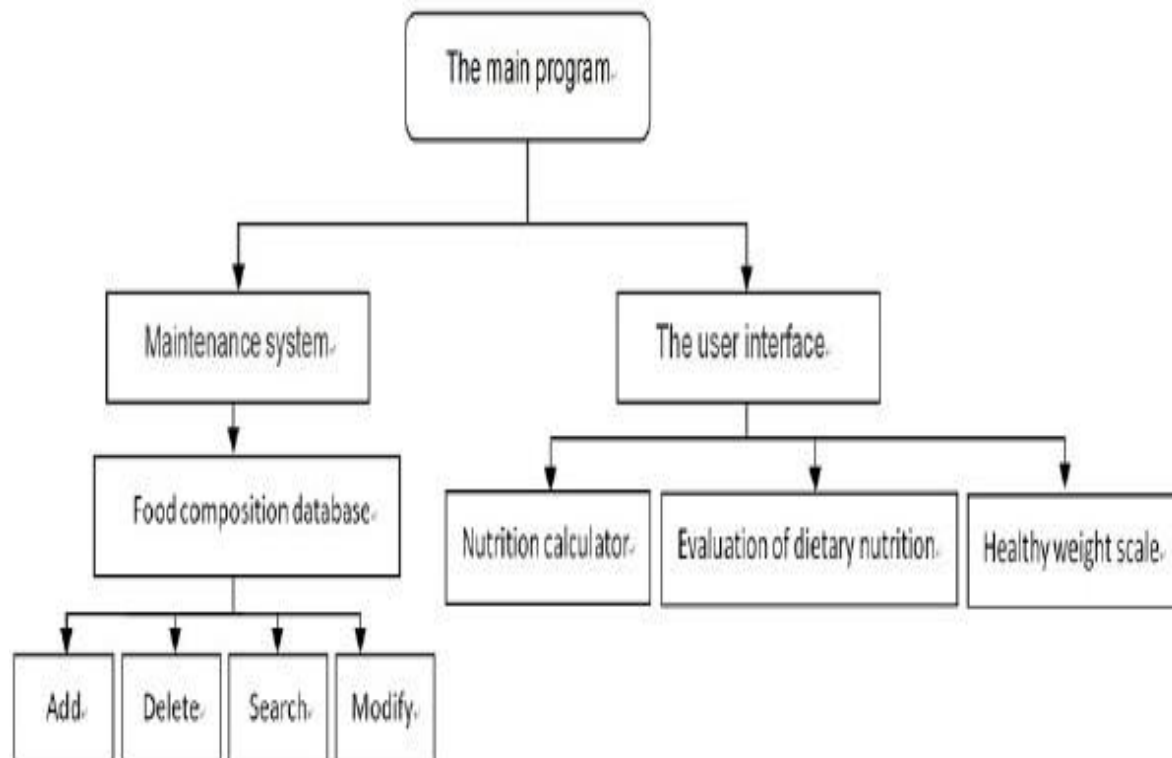 The main program
Maintenance system
The user interface
Food composition database
Nutrition calculator
Evaluation of dietary nutrition
Healthy weight scale
Add
Delete
Search
Modify